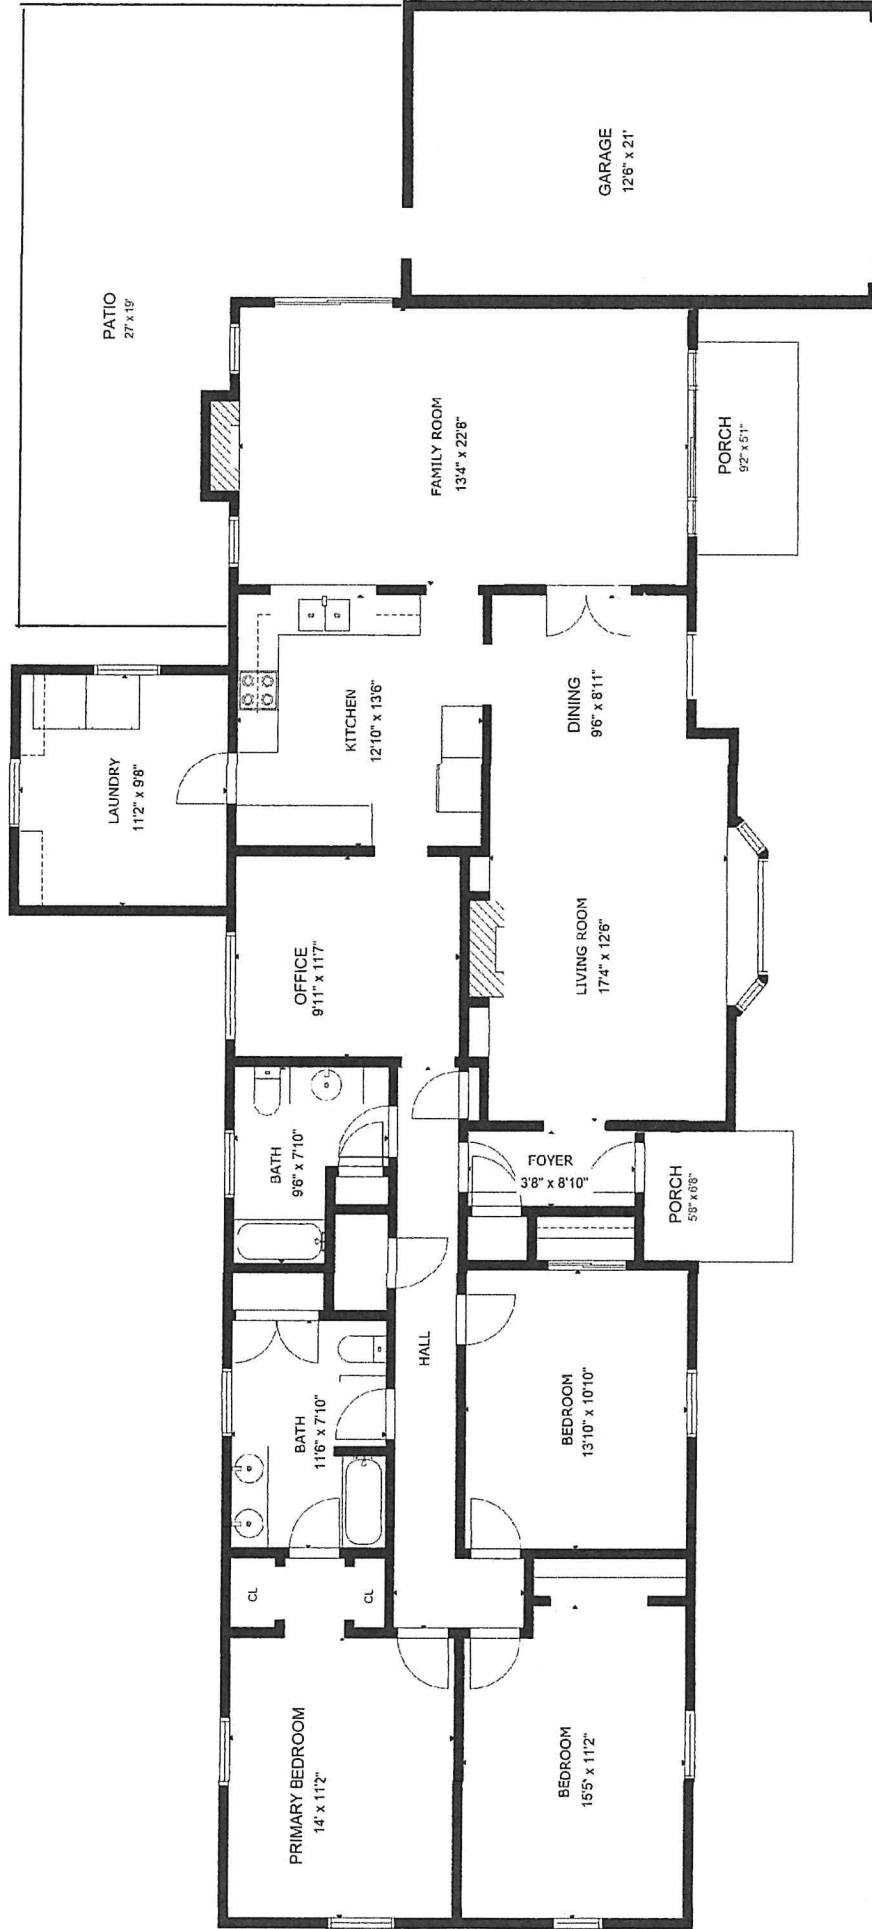 PATIO
27' x 19'
GARAGE
12'6" x 21'
FAMILY ROOM
13'4" x 22'8"
PORCH
9'2" x 5'1"
LAUNDRY
11'2" x 9'8"
KITCHEN
12'10" x 13'6"
DINING
9'6" x 8'11"
OFFICE
9'11" x 11'7"
LIVING ROOM
17'4" x 12'6"
BATH
9'6" x 7'10"
FOYER
3'8" x 8'10"
PORCH
5'8" x 6'8"
HALL
BATH
11'6" x 7'10"
BEDROOM
13'10" x 10'10"
CL
CL
PRIMARY BEDROOM
14' x 11'2"
BEDROOM
15'5" x 11'2"